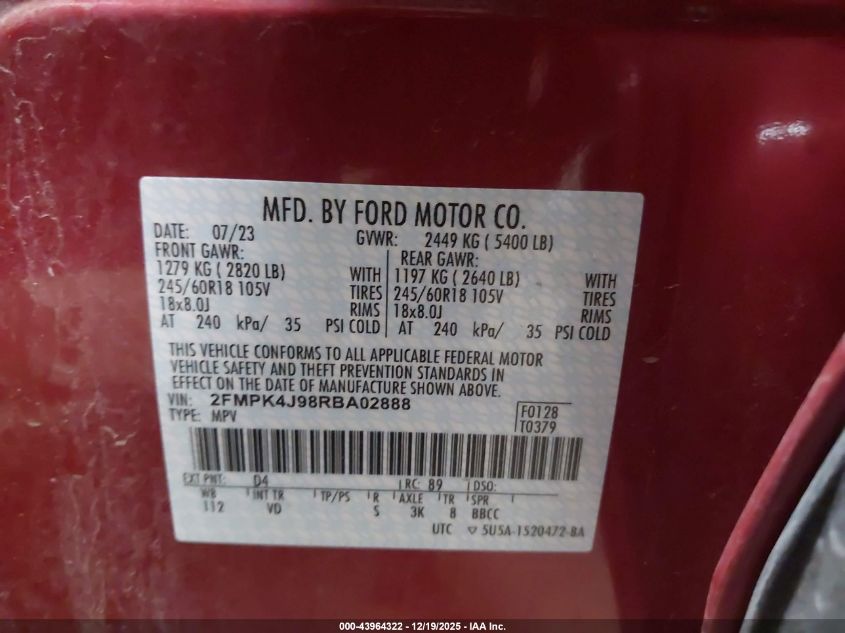 MFD. BY FORD MOTOR CO.
DATE: 07/23 GVWR: 2449 KG ( 5400 LB)
FRONT GAWR: REAR GAWR:
1279 KG ( 2820 LB) WITH 1197 KG ( 2640 LB) WITH
245/60R18 105V TIRES 245/60R18 105V TIRES
18x8.0J RIMS 18x8.0J RIMS
AT 240 kPa/ 35 PSI COLD AT 240 kPa/ 35 PSI COLD
THIS VEHICLE CONFORMS TO ALL APPLICABLE FEDERAL MOTOR
VEHICLE SAFETY AND THEFT PREVENTION STANDARDS IN
EFFECT ON THE DATE OF MANUFACTURE SHOWN ABOVE.
VIN: 2FMPK4J98RBA02888 F0128
TYPE: MPV T0379
EXT PNT: D4 RC: 89 DSO:
WB INT TR TP/PS R AXLE TR SPR
112 VD S 3K 8 BBCC
UTC ▽ 5U5A-1520472-BA
000-43964322 - 12/19/2025 - IAA Inc.